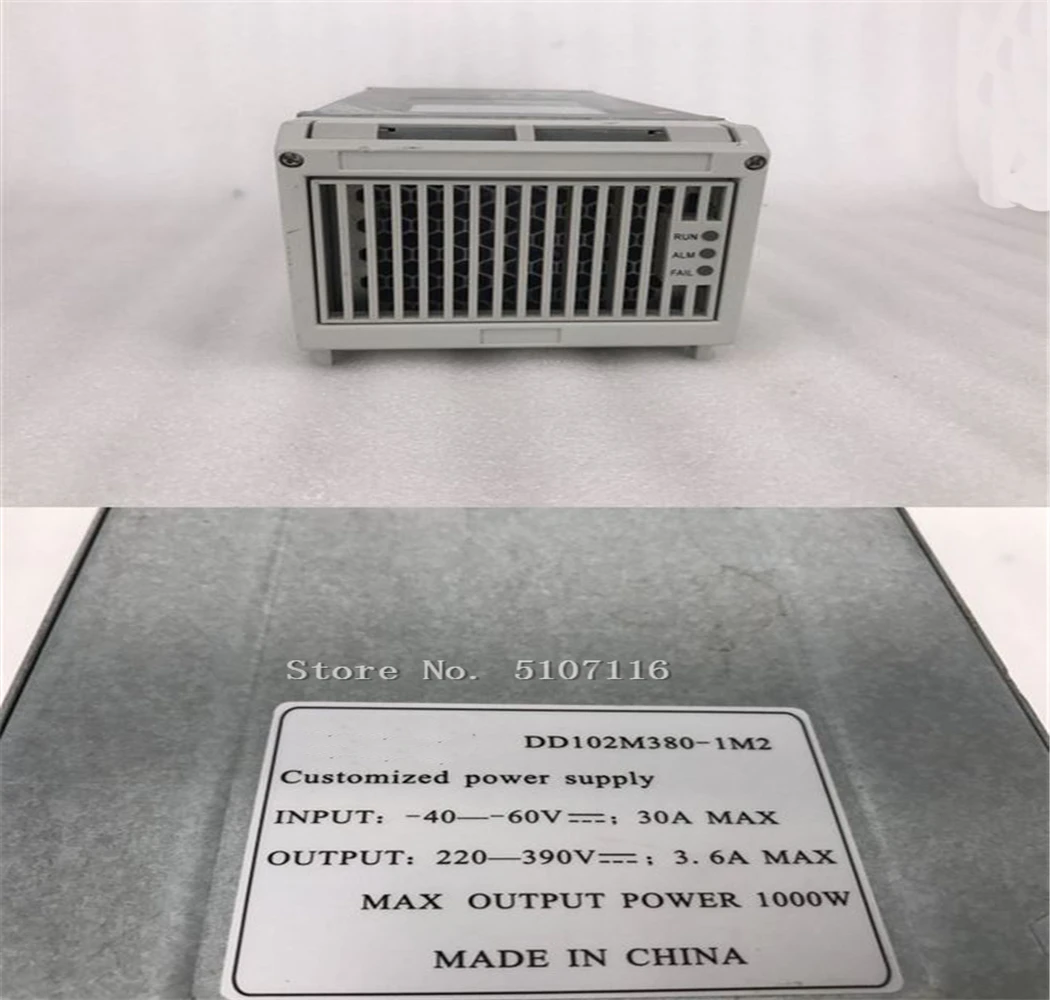 RUN
ALM
FAIL
Store No. 5107116
DD102M380-1M2
Customized power supply
INPUT: -40—-60V⎓; 30A MAX
OUTPUT: 220—390V⎓; 3.6A MAX
MAX OUTPUT POWER 1000W
MADE IN CHINA